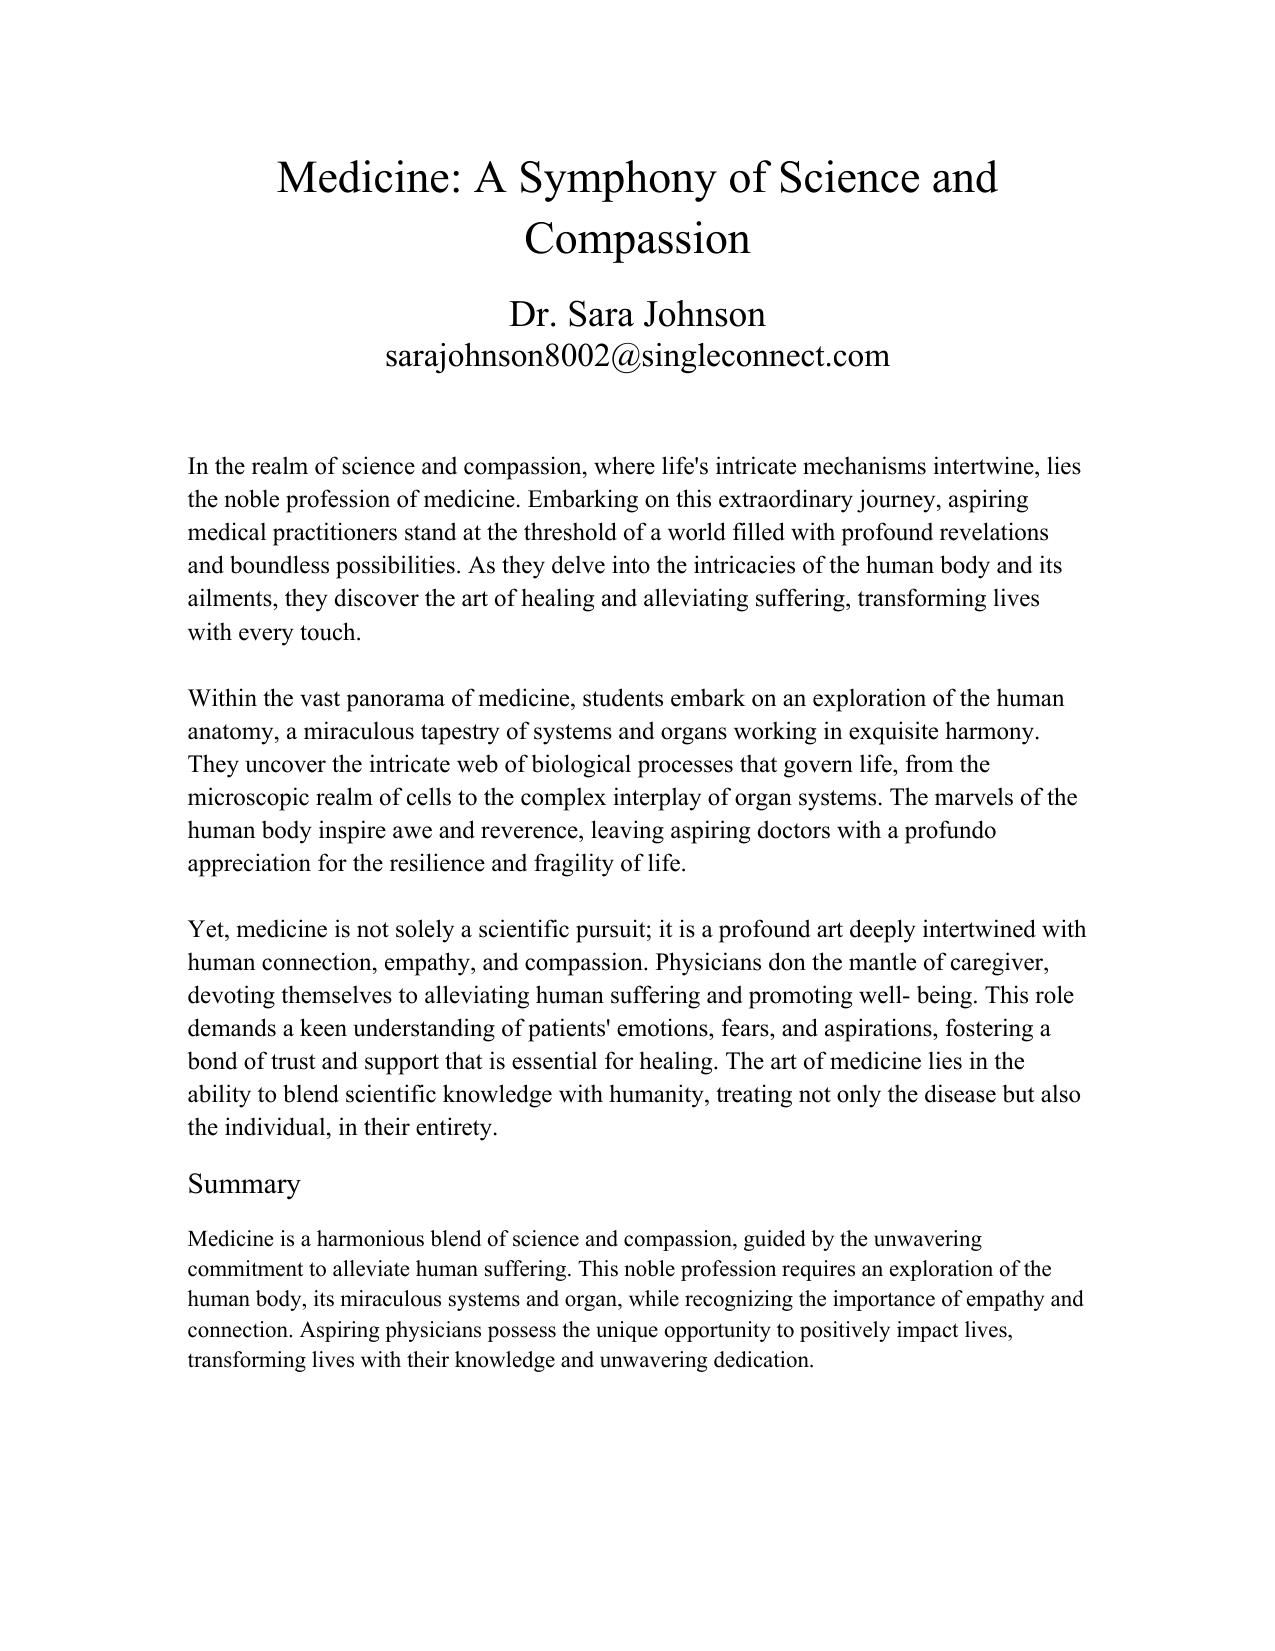 Medicine: A Symphony of Science and
Compassion
Dr. Sara Johnson
sarajohnson8002@singleconnect.com
In the realm of science and compassion, where life's intricate mechanisms intertwine, lies
the noble profession of medicine. Embarking on this extraordinary journey, aspiring
medical practitioners stand at the threshold of a world filled with profound revelations
and boundless possibilities. As they delve into the intricacies of the human body and its
ailments, they discover the art of healing and alleviating suffering, transforming lives
with every touch.
Within the vast panorama of medicine, students embark on an exploration of the human
anatomy, a miraculous tapestry of systems and organs working in exquisite harmony.
They uncover the intricate web of biological processes that govern life, from the
microscopic realm of cells to the complex interplay of organ systems. The marvels of the
human body inspire awe and reverence, leaving aspiring doctors with a profundo
appreciation for the resilience and fragility of life.
Yet, medicine is not solely a scientific pursuit; it is a profound art deeply intertwined with
human connection, empathy, and compassion. Physicians don the mantle of caregiver,
devoting themselves to alleviating human suffering and promoting well- being. This role
demands a keen understanding of patients' emotions, fears, and aspirations, fostering a
bond of trust and support that is essential for healing. The art of medicine lies in the
ability to blend scientific knowledge with humanity, treating not only the disease but also
the individual, in their entirety.
Summary
Medicine is a harmonious blend of science and compassion, guided by the unwavering
commitment to alleviate human suffering. This noble profession requires an exploration of the
human body, its miraculous systems and organ, while recognizing the importance of empathy and
connection. Aspiring physicians possess the unique opportunity to positively impact lives,
transforming lives with their knowledge and unwavering dedication.